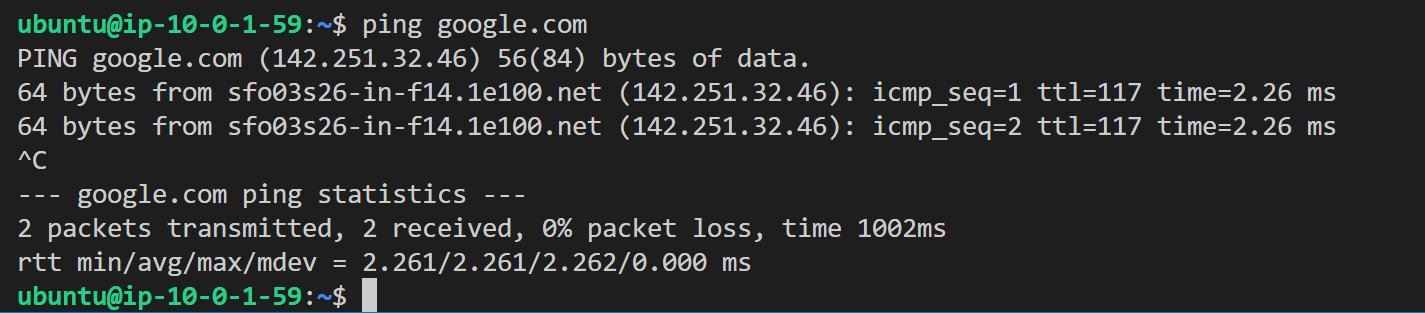 ubuntu@ip-10-0-1-59:~$ ping google.com
PING google.com (142.251.32.46) 56(84) bytes of data.
64 bytes from sfo03s26-in-f14.1e100.net (142.251.32.46): icmp_seq=1 ttl=117 time=2.26 ms
64 bytes from sfo03s26-in-f14.1e100.net (142.251.32.46): icmp_seq=2 ttl=117 time=2.26 ms
^C
--- google.com ping statistics ---
2 packets transmitted, 2 received, 0% packet loss, time 1002ms
rtt min/avg/max/mdev = 2.261/2.261/2.262/0.000 ms
ubuntu@ip-10-0-1-59:~$